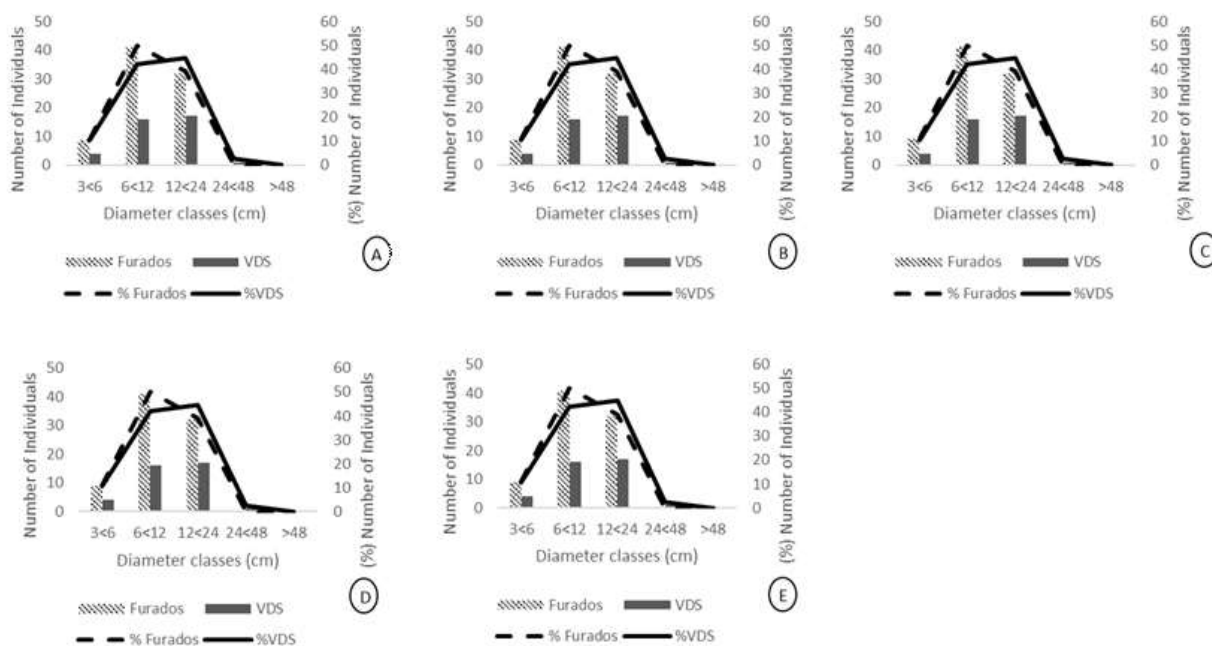 50
40
30
20
10
0
Number of Individuals
60
50
40
30
20
10
0
(%) Number of Individuals
3<6 6<12 12<24 24<48 >48
Diameter classes (cm)
Furados VDS
% Furados %VDS
A
50
40
30
20
10
0
Number of Individuals
60
50
40
30
20
10
0
(%) Number of Individuals
3<6 6<12 12<24 24<48 >48
Diameter classes (cm)
Furados VDS
% Furados %VDS
B
50
40
30
20
10
0
Number of Individuals
60
50
40
30
20
10
0
(%) Number of Individuals
3<6 6<12 12<24 24<48 >48
Diameter classes (cm)
Furados VDS
% Furados %VDS
C
50
40
30
20
10
0
Number of Individuals
60
50
40
30
20
10
0
(%) Number of Individuals
3<6 6<12 12<24 24<48 >48
Diameter classes (cm)
Furados VDS
% Furados %VDS
D
50
40
30
20
10
0
Number of Individuals
60
50
40
30
20
10
0
(%) Number of Individuals
3<6 6<12 12<24 24<48 >48
Diameter classes (cm)
Furados VDS
% Furados %VDS
E